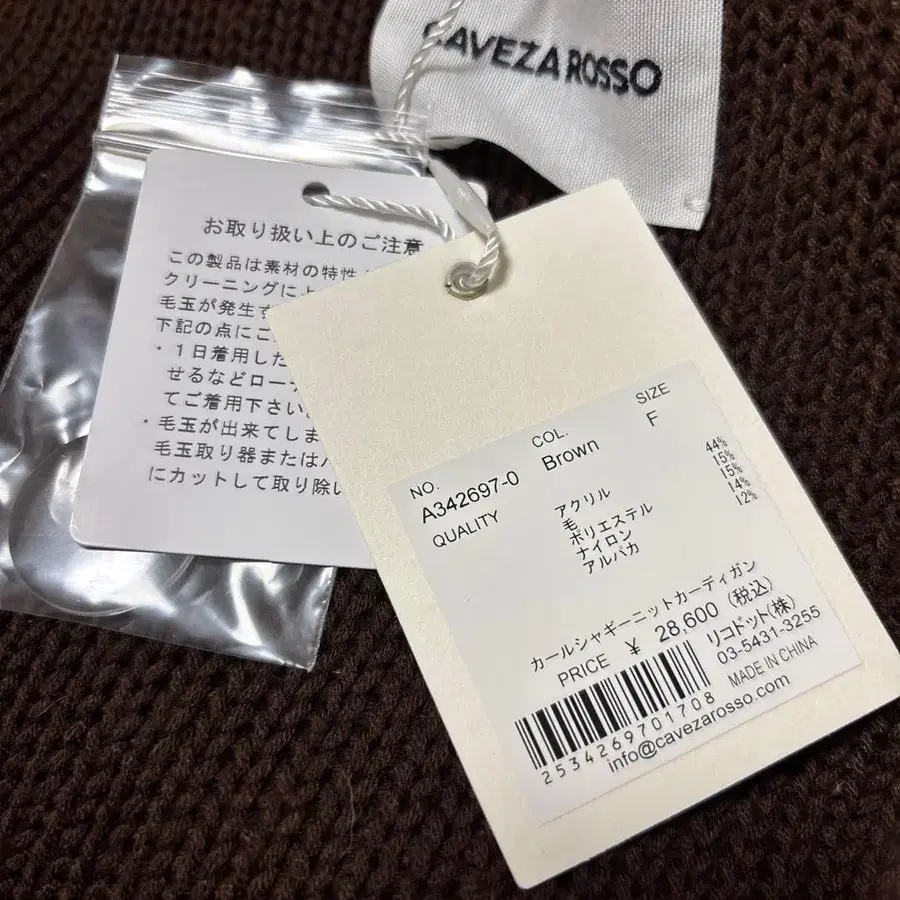 CAVEZA ROSSO
お取り扱い上のご注意
この製品は素材の特性
クリーニングによ
毛玉が発生す
下記の点にご
・１日着用した
せるなどロー
てご着用下さい。
・毛玉が出来てしま
毛玉取り器または
にカットして取り除い
NO. COL. SIZE
A342697-0 Brown F
QUALITY アクリル 44%
毛 15%
ポリエステル 15%
ナイロン 14%
アルパカ 12%
カールシャギーニットカーディガン
PRICE ¥ 28,600 (税込)
リコドット(株)
03-5431-3255
MADE IN CHINA
2534269701708
info@cavezarosso.com